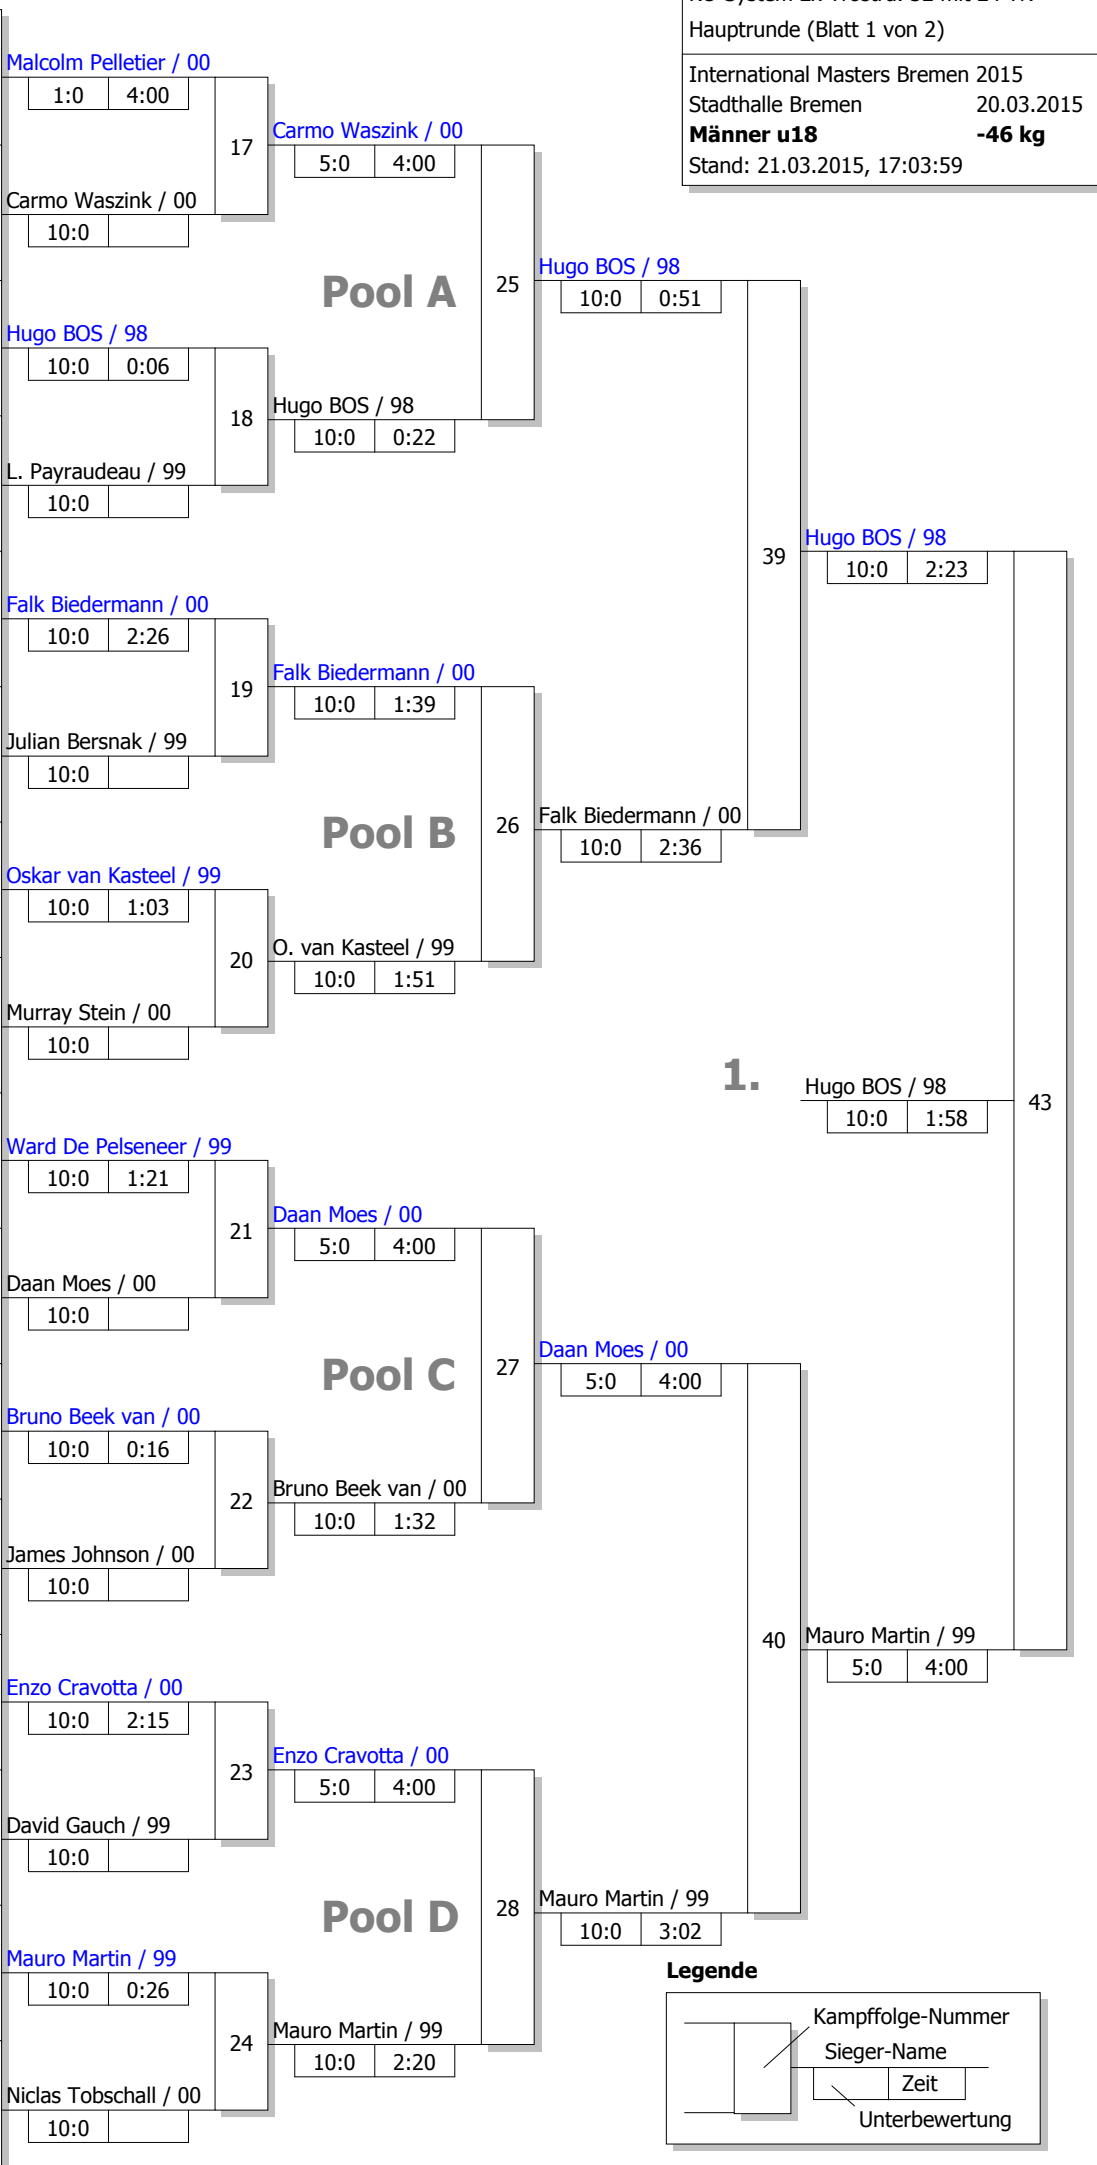 Hauptrunde (Blatt 1 von 2)
International Masters Bremen 2015
Stadthalle Bremen 20.03.2015
Männer u18 -46 kg
Stand: 21.03.2015, 17:03:59
Malcolm Pelletier / 00
1:0 4:00
17
Carmo Waszink / 00
5:0 4:00
Carmo Waszink / 00
10:0
Pool A
25
Hugo BOS / 98
10:0 0:51
Hugo BOS / 98
10:0 0:06
18
Hugo BOS / 98
10:0 0:22
L. Payraudeau / 99
10:0
39
Hugo BOS / 98
10:0 2:23
Falk Biedermann / 00
10:0 2:26
19
Falk Biedermann / 00
10:0 1:39
Julian Bersnak / 99
10:0
Pool B
26
Falk Biedermann / 00
10:0 2:36
Oskar van Kasteel / 99
10:0 1:03
20
O. van Kasteel / 99
10:0 1:51
Murray Stein / 00
10:0
1.
Hugo BOS / 98
10:0 1:58
43
Ward De Pelseneer / 99
10:0 1:21
21
Daan Moes / 00
5:0 4:00
Daan Moes / 00
10:0
Pool C
27
Daan Moes / 00
5:0 4:00
Bruno Beek van / 00
10:0 0:16
22
Bruno Beek van / 00
10:0 1:32
James Johnson / 00
10:0
40
Mauro Martin / 99
5:0 4:00
Enzo Cravotta / 00
10:0 2:15
23
Enzo Cravotta / 00
5:0 4:00
David Gauch / 99
10:0
Pool D
28
Mauro Martin / 99
10:0 3:02
Mauro Martin / 99
10:0 0:26
24
Mauro Martin / 99
10:0 2:20
Niclas Tobschall / 00
10:0
Legende
Kampffolge-Nummer
Sieger-Name
Zeit
Unterbewertung